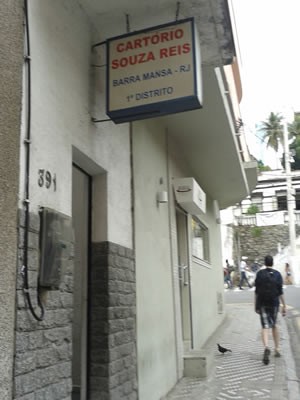 CARTORIO
SOUZA REIS
BARRA MANSA - RJ
1º DISTRITO
391